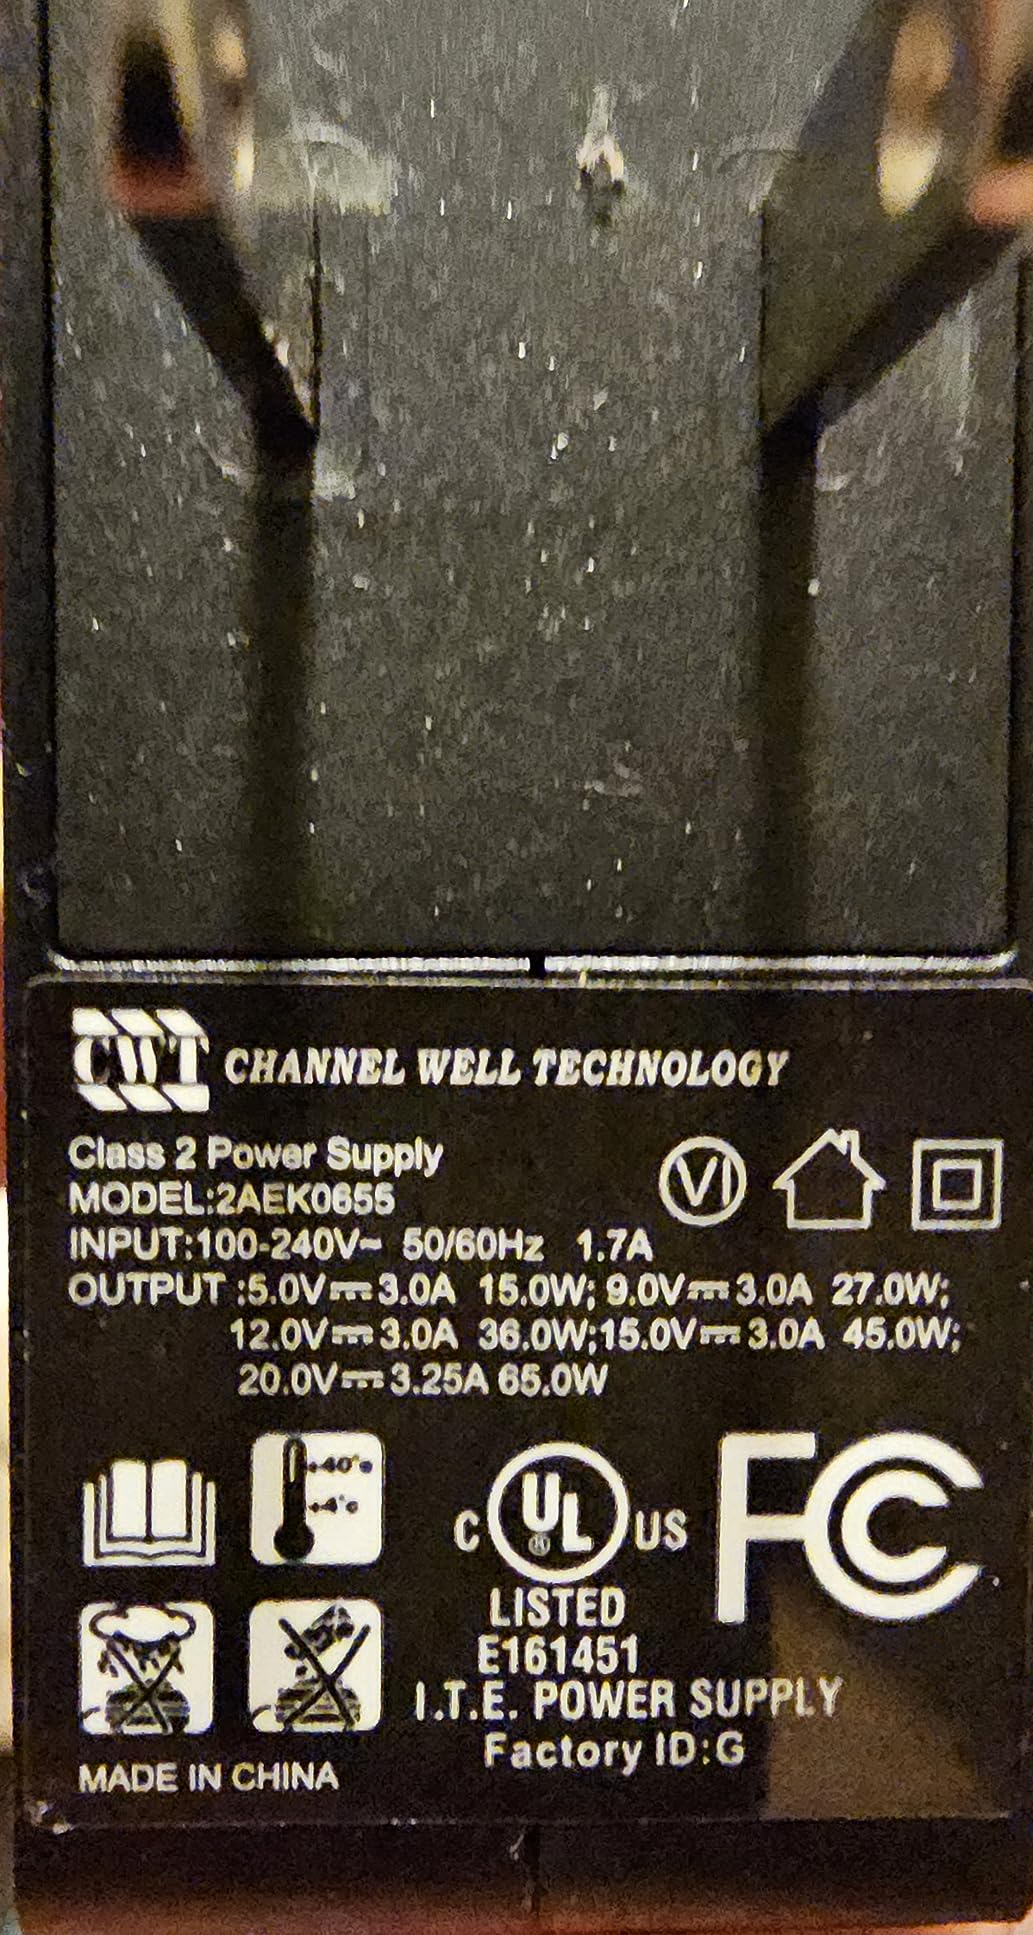 CWT CHANNEL WELL TECHNOLOGY
Class 2 Power Supply
MODEL:2AEK0655
VI
INPUT:100-240V~ 50/60Hz 1.7A
OUTPUT :5.0V⎓3.0A 15.0W; 9.0V⎓3.0A 27.0W;
12.0V⎓3.0A 36.0W;15.0V⎓3.0A 45.0W;
20.0V⎓3.25A 65.0W
+40°c
+4°c
C UL ® US
FC
LISTED
E161451
I.T.E. POWER SUPPLY
Factory ID:G
MADE IN CHINA